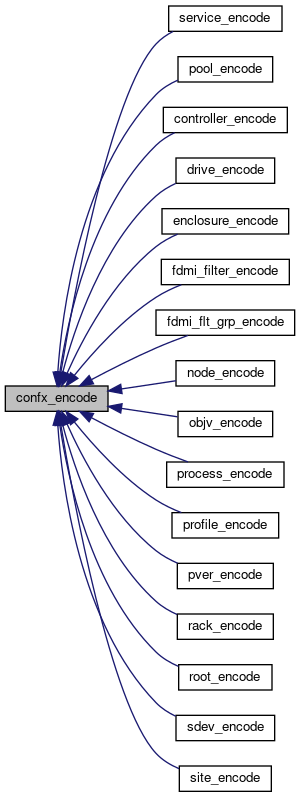 service_encode
pool_encode
controller_encode
drive_encode
enclosure_encode
fdmi_filter_encode
fdmi_flt_grp_encode
node_encode
confx_encode
objv_encode
process_encode
profile_encode
pver_encode
rack_encode
root_encode
sdev_encode
site_encode